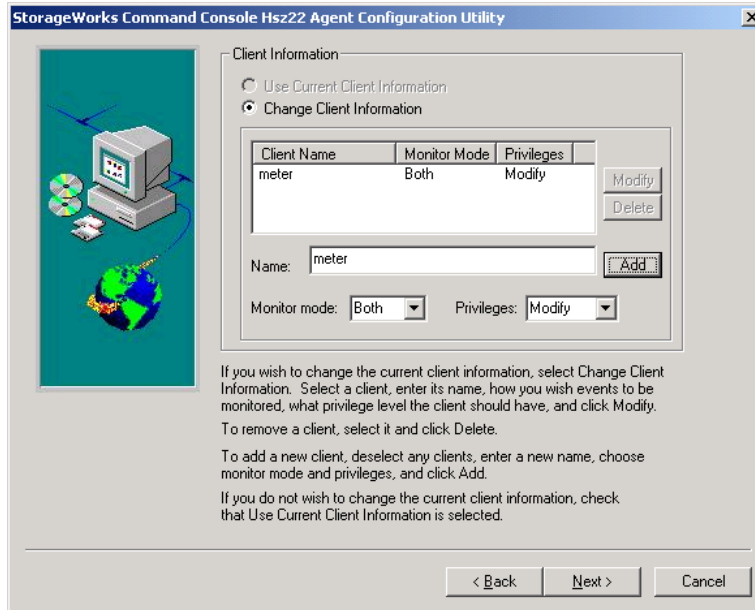 StorageWorks Command Console Hsz22 Agent Configuration Utility
Client Information
Use Current Client Information
Change Client Information
Client Name Monitor Mode Privileges
meter Both Modify
Modify
Delete
Name: meter Add
Monitor mode: Both Privileges: Modify
If you wish to change the current client information, select Change Client
Information. Select a client, enter its name, how you wish events to be
monitored, what privilege level the client should have, and click Modify.
To remove a client, select it and click Delete.
To add a new client, deselect any clients, enter a new name, choose
monitor mode and privileges, and click Add.
If you do not wish to change the current client information, check
that Use Current Client Information is selected.
< Back Next > Cancel